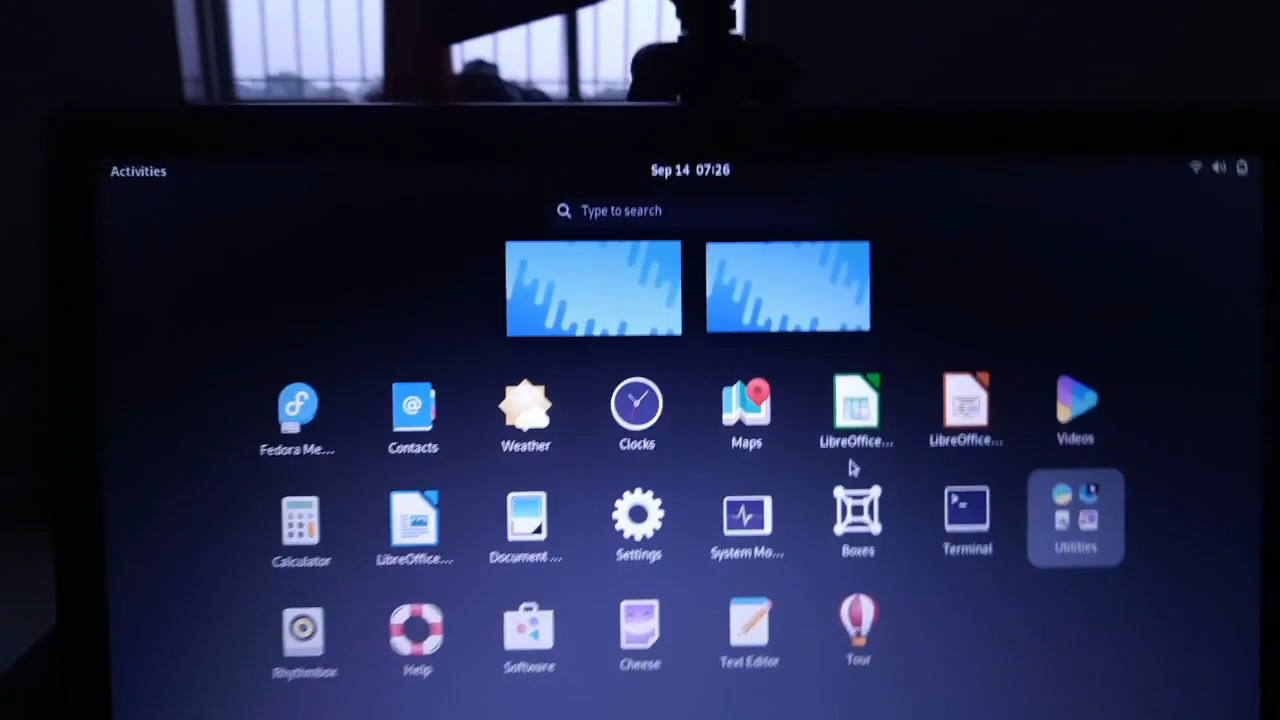 Activities
Sep 14 07:26
Type to search
Fedora Me...
Contacts
Weather
Clocks
Maps
LibreOffice...
LibreOffice...
Videos
Calculator
LibreOffice...
Document ...
Settings
System Mo...
Boxes
Terminal
Utilities
Rhythmbox
Help
Software
Cheese
Text Editor
Tour